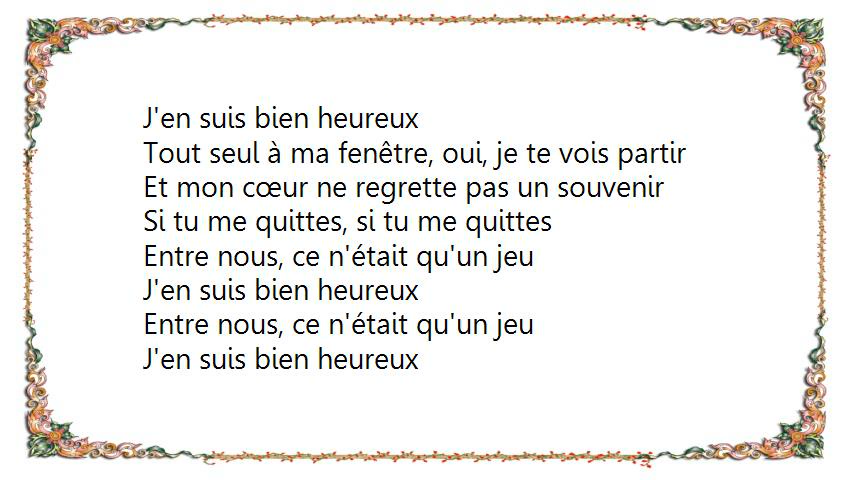 J'en suis bien heureux
Tout seul à ma fenêtre, oui, je te vois partir
Et mon cœur ne regrette pas un souvenir
Si tu me quittes, si tu me quittes
Entre nous, ce n'était qu'un jeu
J'en suis bien heureux
Entre nous, ce n'était qu'un jeu
J'en suis bien heureux